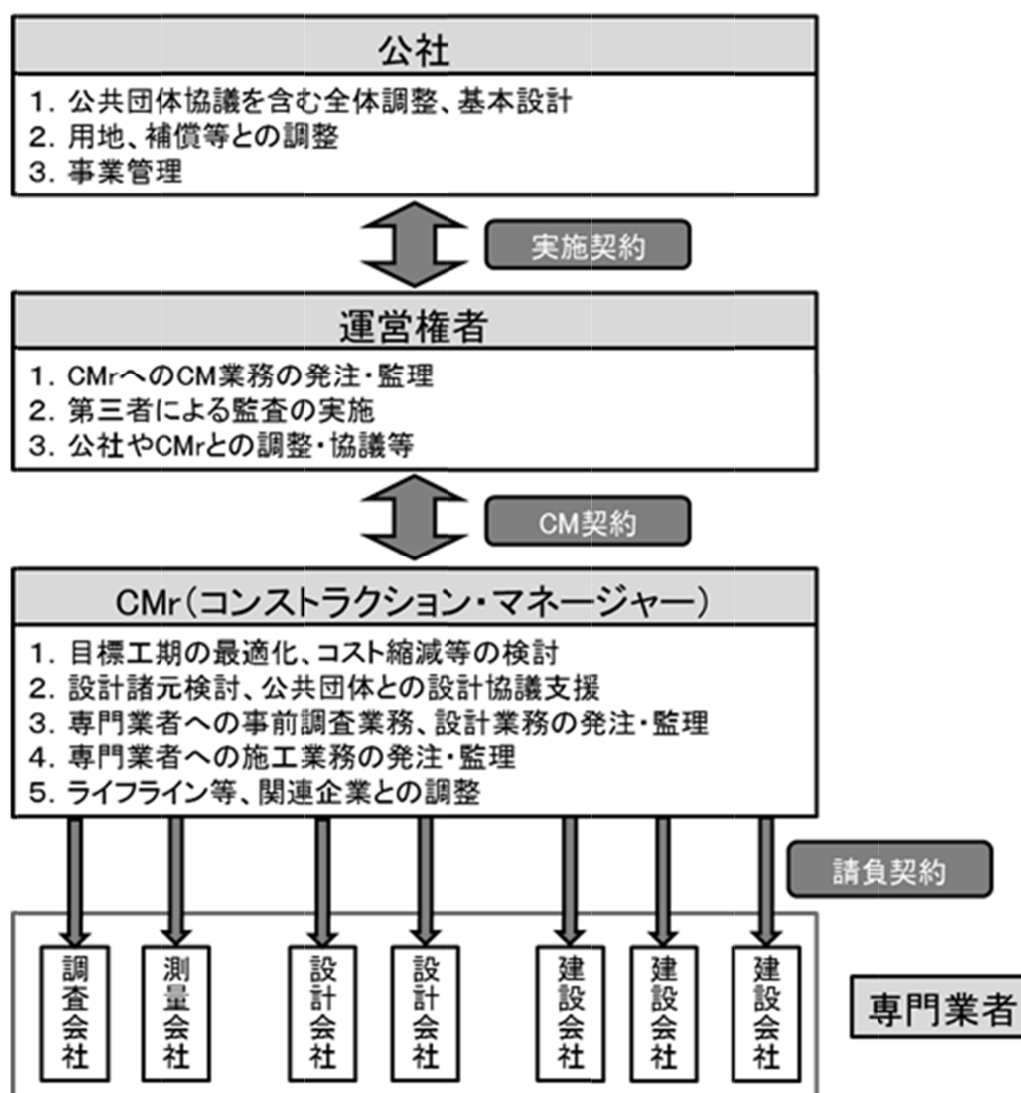 公社
1. 公共団体協議を含む全体調整、基本設計
2. 用地、補償等との調整
3. 事業管理
実施契約
運営権者
1. CMrへのCM業務の発注・監理
2. 第三者による監査の実施
3. 公社やCMrとの調整・協議等
CM契約
CMr(コンストラクション・マネージャー)
1. 目標工期の最適化、コスト縮減等の検討
2. 設計諸元検討、公共団体との設計協議支援
3. 専門業者への事前調査業務、設計業務の発注・監理
4. 専門業者への施工業務の発注・監理
5. ライフライン等、関連企業との調整
請負契約
調査会社
測量会社
設計会社
設計会社
建設会社
建設会社
建設会社
専門業者